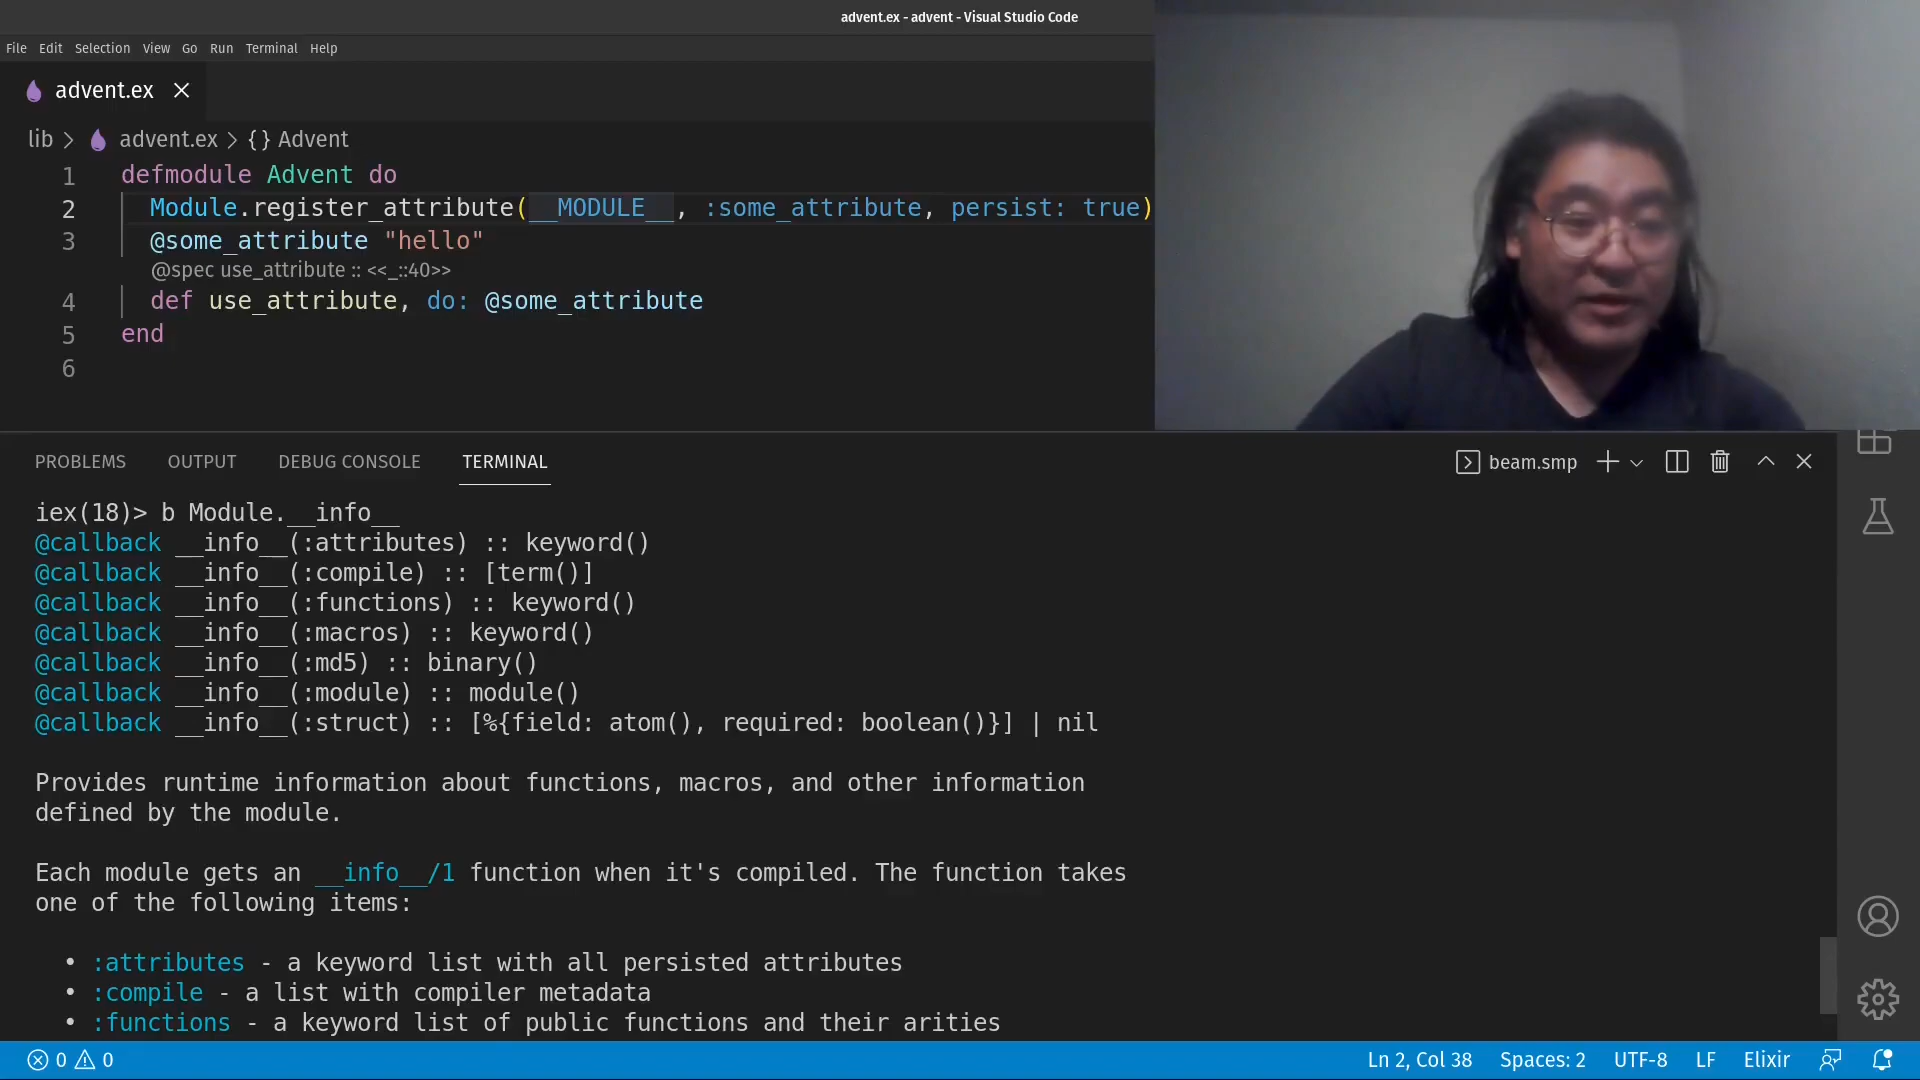 advent.ex - advent - Visual Studio Code
File Edit Selection View Go Run Terminal Help
advent.ex
lib > advent.ex > {} Advent
1 defmodule Advent do
2 Module.register_attribute(__MODULE__, :some_attribute, persist: true)
3 @some_attribute "hello"
@spec use_attribute :: <<_::40>>
4 def use_attribute, do: @some_attribute
5 end
6
PROBLEMS OUTPUT DEBUG CONSOLE TERMINAL beam.smp
iex(18)> b Module.__info__
@callback __info__(:attributes) :: keyword()
@callback __info__(:compile) :: [term()]
@callback __info__(:functions) :: keyword()
@callback __info__(:macros) :: keyword()
@callback __info__(:md5) :: binary()
@callback __info__(:module) :: module()
@callback __info__(:struct) :: [%{field: atom(), required: boolean()}] | nil
Provides runtime information about functions, macros, and other information
defined by the module.
Each module gets an __info__/1 function when it's compiled. The function takes
one of the following items:
• :attributes - a keyword list with all persisted attributes
• :compile - a list with compiler metadata
• :functions - a keyword list of public functions and their arities
0 0 Ln 2, Col 38 Spaces: 2 UTF-8 LF Elixir